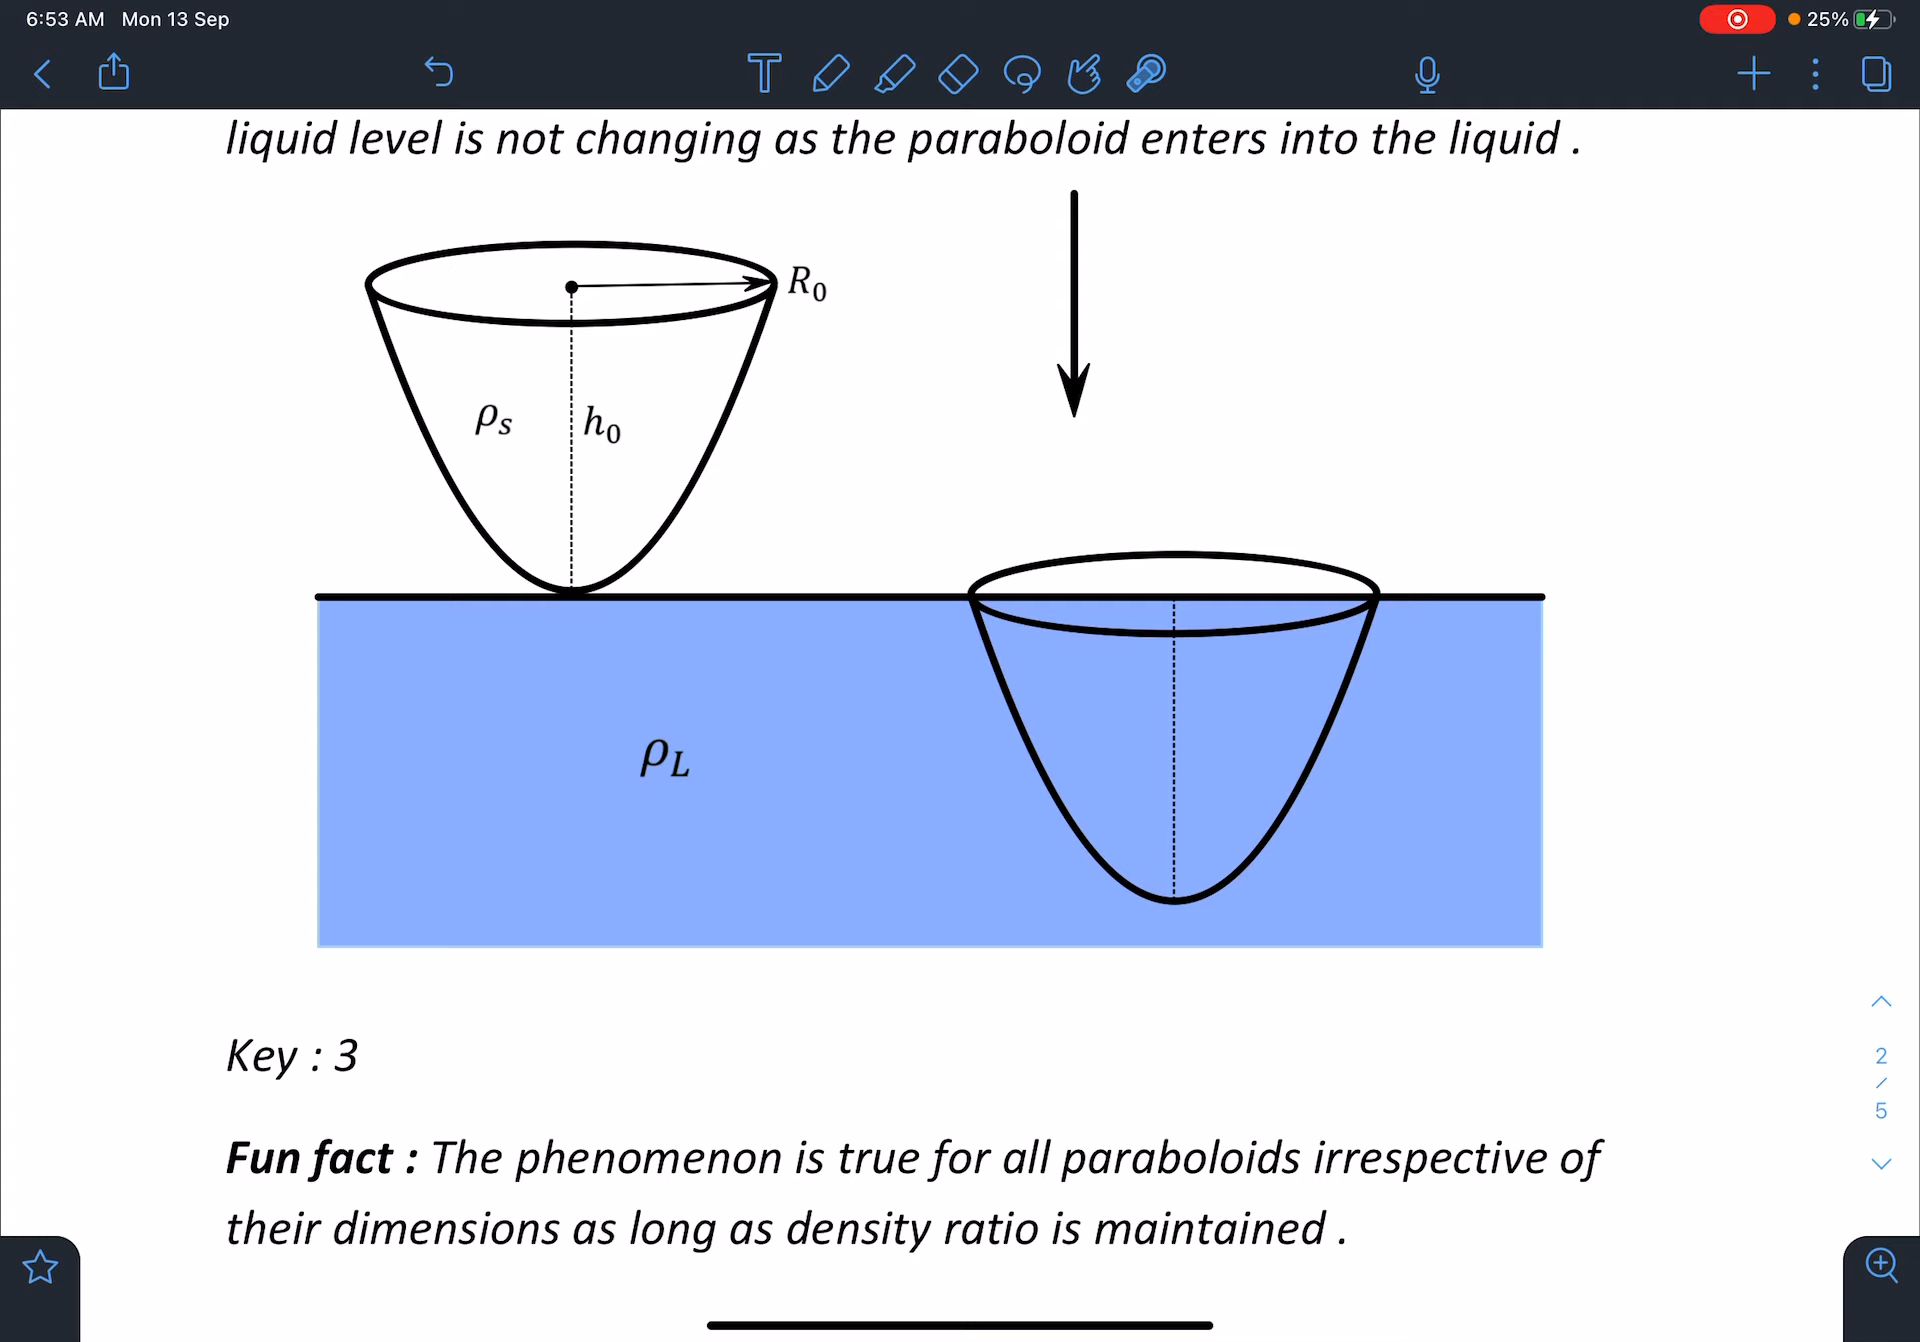 6:53 AM Mon 13 Sep
25%
liquid level is not changing as the paraboloid enters into the liquid .
R₀
ρₛ
h₀
ρ_L
Key : 3
2
/
5
Fun fact : The phenomenon is true for all paraboloids irrespective of
their dimensions as long as density ratio is maintained .